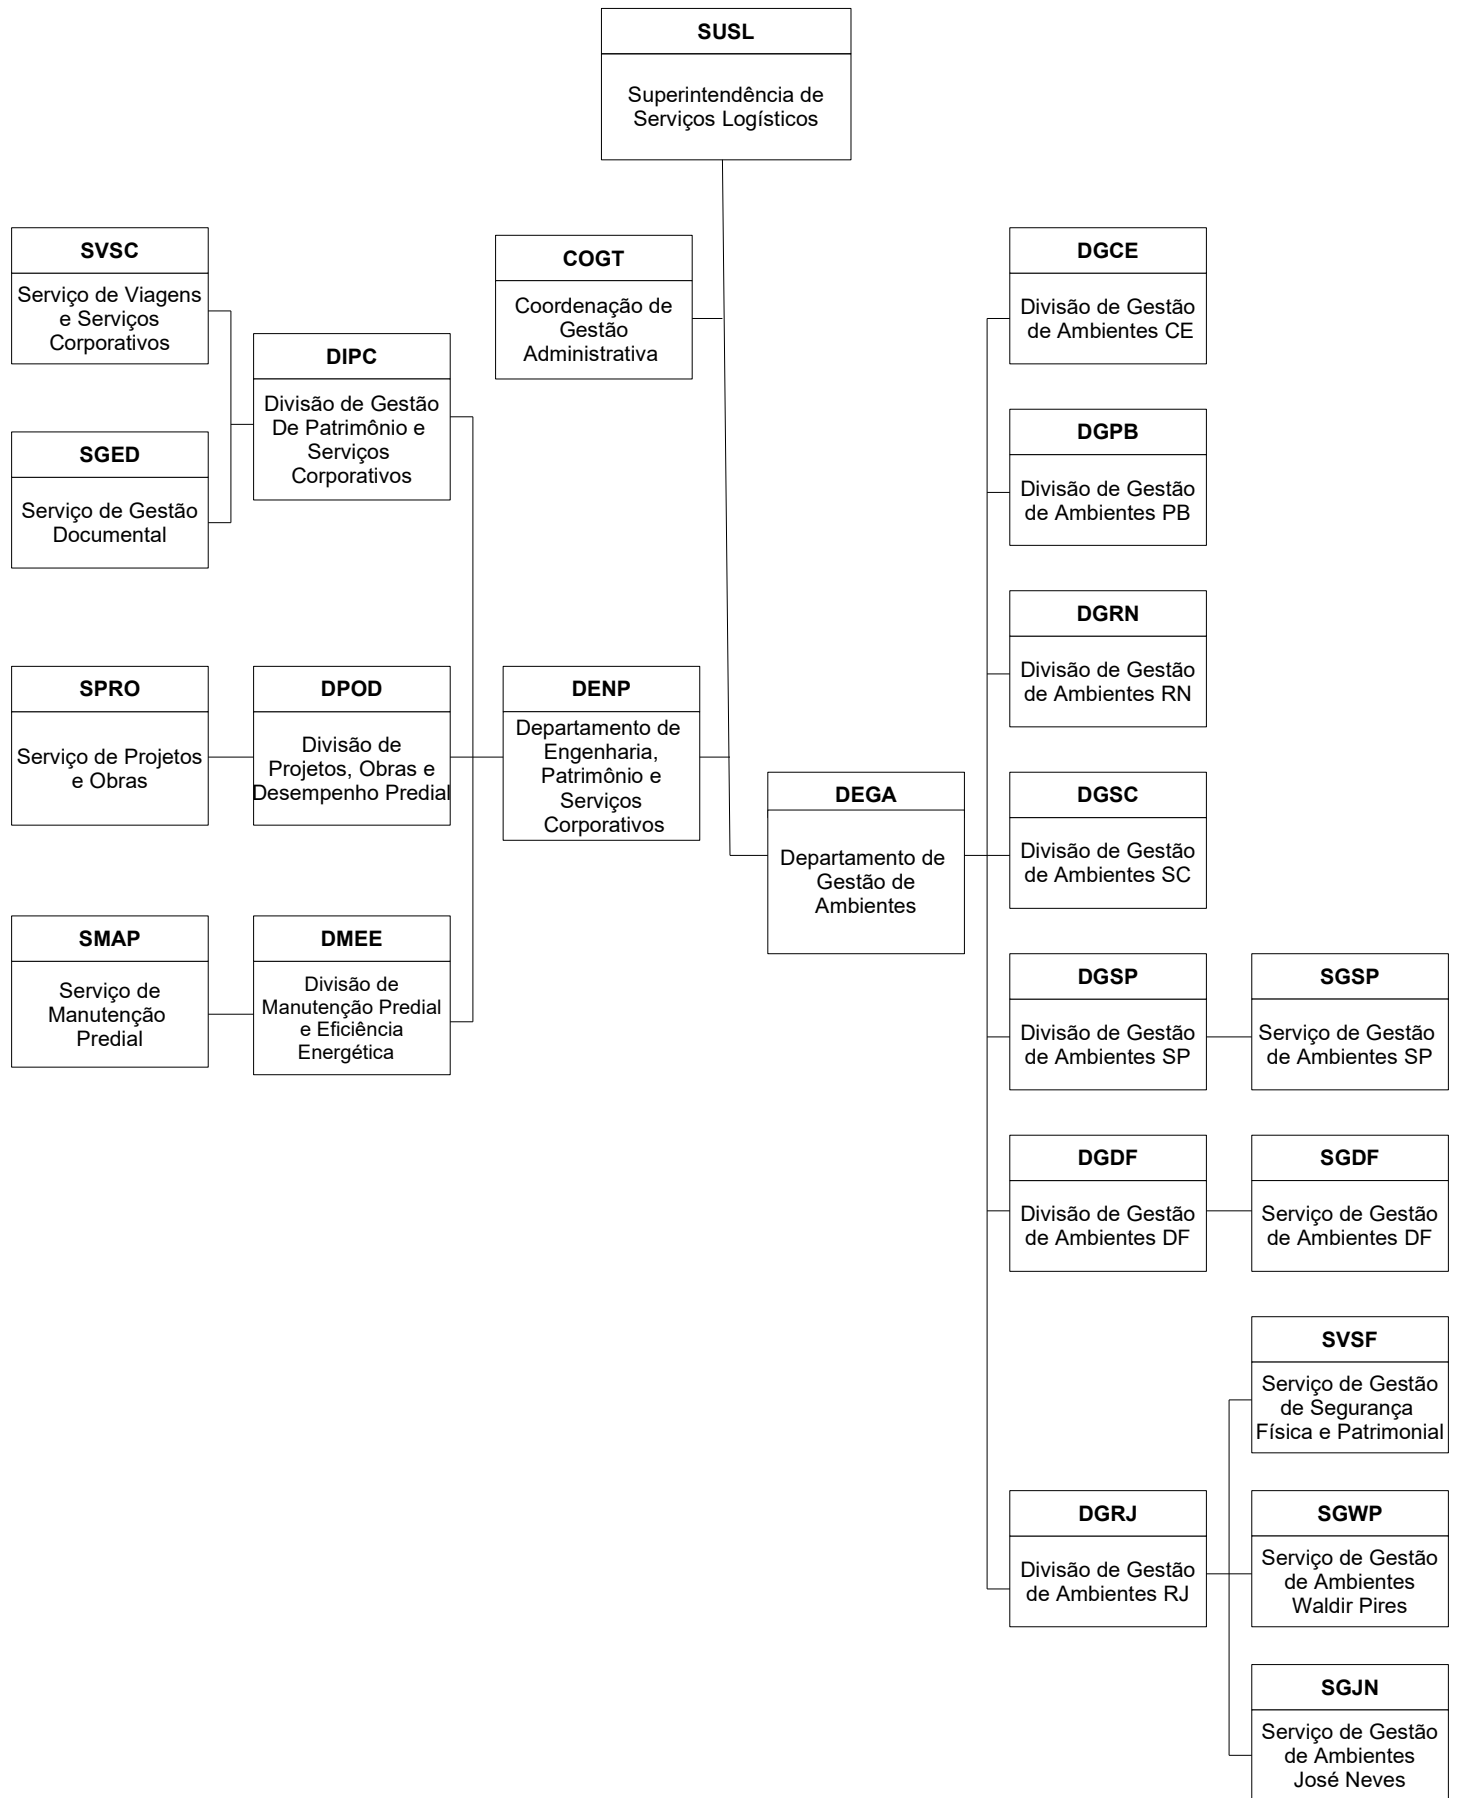 SUSL
Superintendência de
Serviços Logísticos
SVSC
Serviço de Viagens
e Serviços
Corporativos
COGT
Coordenação de
Gestão
Administrativa
DGCE
Divisão de Gestão
de Ambientes CE
DIPC
Divisão de Gestão
De Patrimônio e
Serviços
Corporativos
SGED
Serviço de Gestão
Documental
DGPB
Divisão de Gestão
de Ambientes PB
DGRN
Divisão de Gestão
de Ambientes RN
SPRO
Serviço de Projetos
e Obras
DPOD
Divisão de
Projetos, Obras e
Desempenho Predial
DENP
Departamento de
Engenharia,
Patrimônio e
Serviços
Corporativos
DEGA
Departamento de
Gestão de
Ambientes
DGSC
Divisão de Gestão
de Ambientes SC
SMAP
Serviço de
Manutenção
Predial
DMEE
Divisão de
Manutenção Predial
e Eficiência
Energética
DGSP
Divisão de Gestão
de Ambientes SP
SGSP
Serviço de Gestão
de Ambientes SP
DGDF
Divisão de Gestão
de Ambientes DF
SGDF
Serviço de Gestão
de Ambientes DF
SVSF
Serviço de Gestão
de Segurança
Física e Patrimonial
DGRJ
Divisão de Gestão
de Ambientes RJ
SGWP
Serviço de Gestão
de Ambientes
Waldir Pires
SGJN
Serviço de Gestão
de Ambientes
José Neves